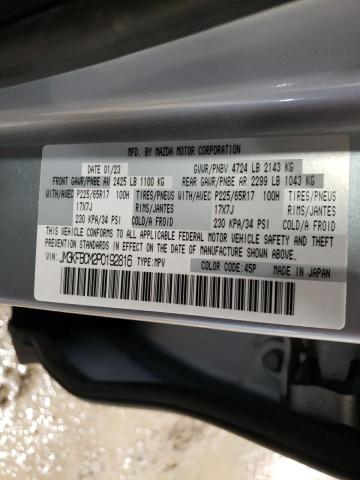 MFD. BY MAZDA MOTOR CORPORATION
DATE 01/23 GVWR/PNBV 4724 LB 2143 KG
FRONT GAWR/PNBE AV 2425 LB 1100 KG REAR GAWR/PNBE AR 2299 LB 1043 KG
WITH/AVEC P225/65R17 100H TIRES/PNEUS WITH/AVEC P225/65R17 100H TIRES/PNEUS
17X7J RIMS/JANTES 17X7J RIMS/JANTES
230 KPA/34 PSI COLD/A FROID 230 KPA/34 PSI COLD/A FROID
THIS VEHICLE CONFORMS TO ALL APPLICABLE FEDERAL MOTOR VEHICLE SAFETY AND
THEFT PREVENTION STANDARDS IN EFFECT ON THE DATE OF MANUFACTURE SHOWN ABOVE.
VIN: JM3KFBCM2P0192816 TYPE:MPV COLOR CODE: 45P MADE IN JAPAN